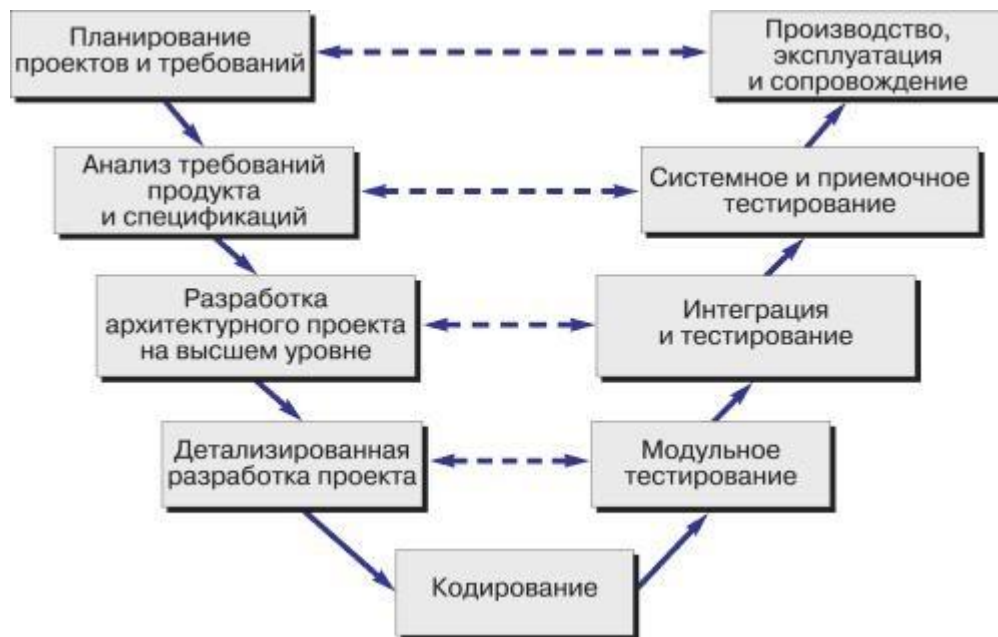 Планирование
проектов и требований
Производство,
эксплуатация
и сопровождение
Анализ требований
продукта
и спецификаций
Системное и приемочное
тестирование
Разработка
архитектурного проекта
на высшем уровне
Интеграция
и тестирование
Детализированная
разработка проекта
Модульное
тестирование
Кодирование